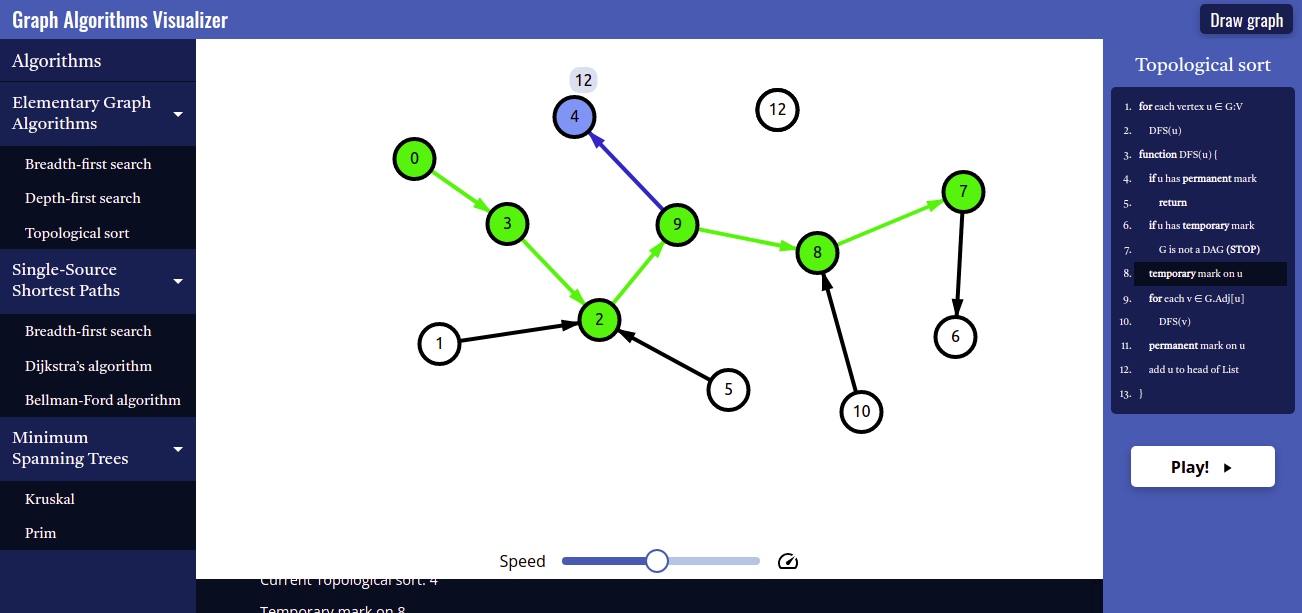 Graph Algorithms Visualizer
Draw graph
Algorithms
Elementary Graph
Algorithms
Breadth-first search
Depth-first search
Topological sort
Single-Source
Shortest Paths
Breadth-first search
Dijkstra's algorithm
Bellman-Ford algorithm
Minimum
Spanning Trees
Kruskal
Prim
12
4
12
0
7
3
9
8
2
1
6
5
10
Speed
Current Topological sort: 4
Temporary mark on 8
Topological sort
1. for each vertex u ∈ G:V
2. DFS(u)
3. function DFS(u) {
4. if u has permanent mark
5. return
6. if u has temporary mark
7. G is not a DAG (STOP)
8. temporary mark on u
9. for each v ∈ G.Adj[u]
10. DFS(v)
11. permanent mark on u
12. add u to head of List
13. }
Play!